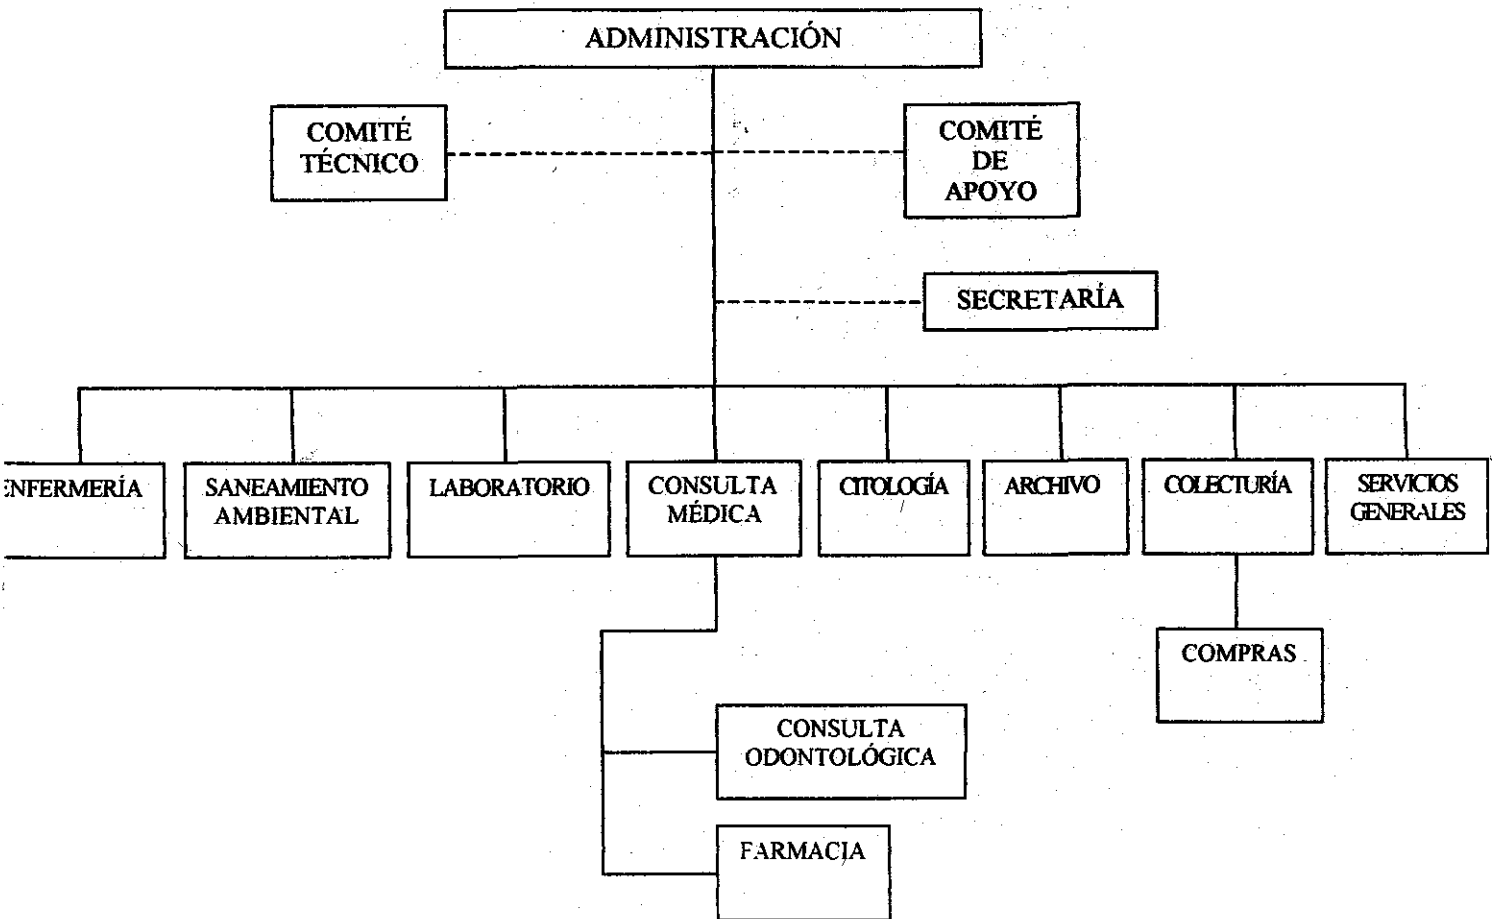 ADMINISTRACIÓN
COMITÉ
TÉCNICO
COMITÉ
DE
APOYO
SECRETARÍA
ENFERMERÍA
SANEAMIENTO
AMBIENTAL
LABORATORIO
CONSULTA
MÉDICA
CITOLOGÍA
ARCHIVO
COLECTURÍA
SERVICIOS
GENERALES
COMPRAS
CONSULTA
ODONTOLÓGICA
FARMACIA